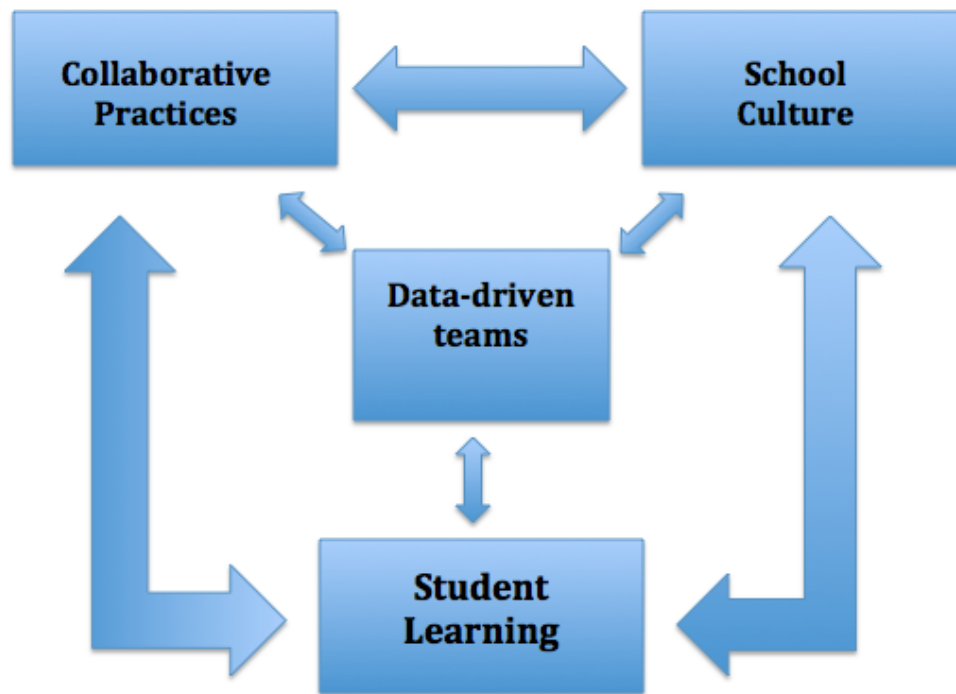 Collaborative
Practices
School
Culture
Data-driven
teams
Student
Learning